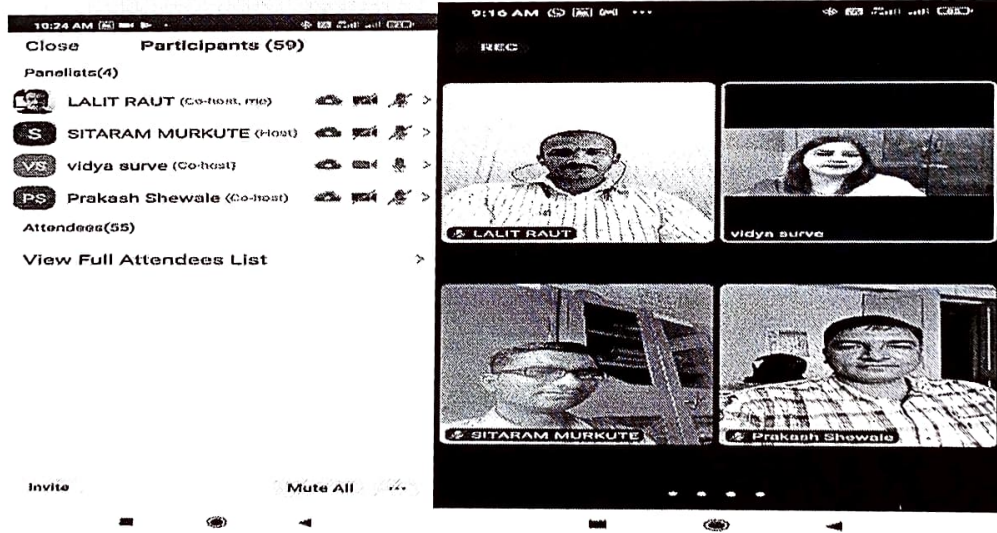 10:24 AM
Close Participants (59)
Panelists(4)
LALIT RAUT (Co-host, me)
S SITARAM MURKUTE (Host)
VS vidya surve (Co-host)
PS Prakash Shewale (Co-host)
Attendees(55)
View Full Attendees List
Invite Mute All ...
9:16 AM ...
REC
LALIT RAUT
vidya surve
SITARAM MURKUTE
Prakash Shewale